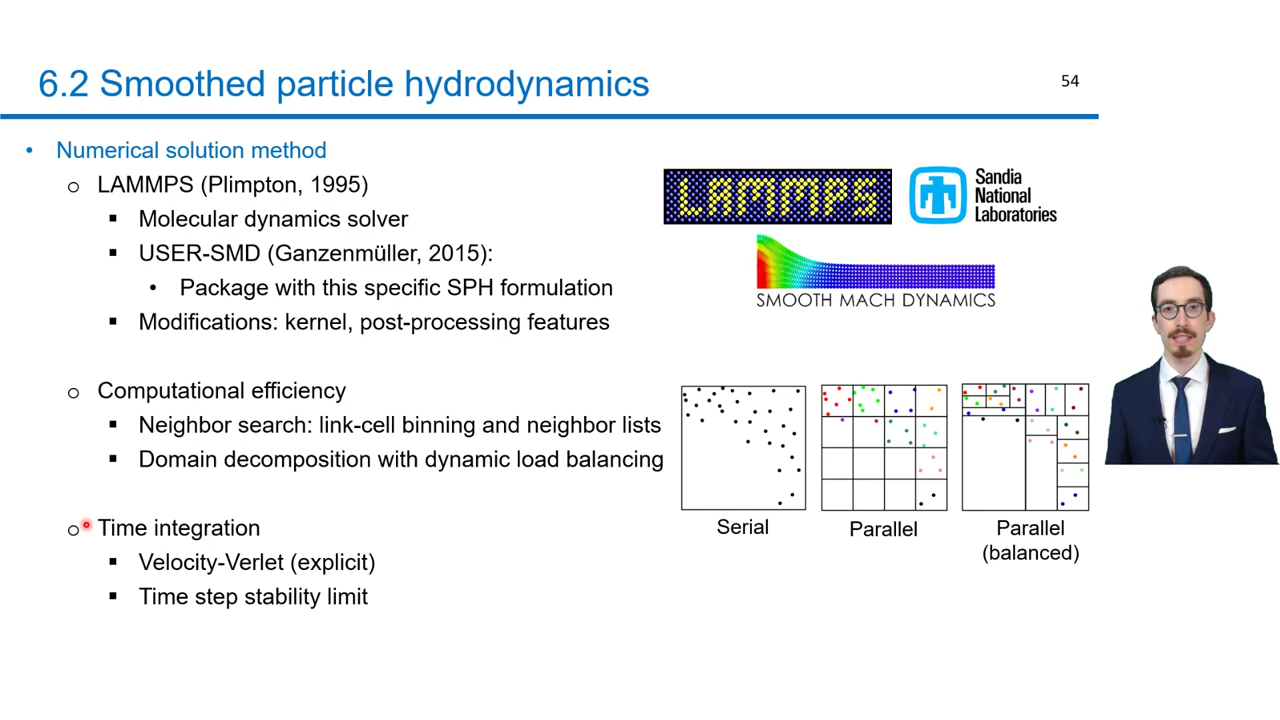 6.2 Smoothed particle hydrodynamics
54
• Numerical solution method
o LAMMPS (Plimpton, 1995)
▪ Molecular dynamics solver
▪ USER-SMD (Ganzenmüller, 2015):
• Package with this specific SPH formulation
▪ Modifications: kernel, post-processing features
o Computational efficiency
▪ Neighbor search: link-cell binning and neighbor lists
▪ Domain decomposition with dynamic load balancing
o Time integration
▪ Velocity-Verlet (explicit)
▪ Time step stability limit
LAMMPS
Sandia
National
Laboratories
SMOOTH MACH DYNAMICS
Serial
Parallel
Parallel
(balanced)